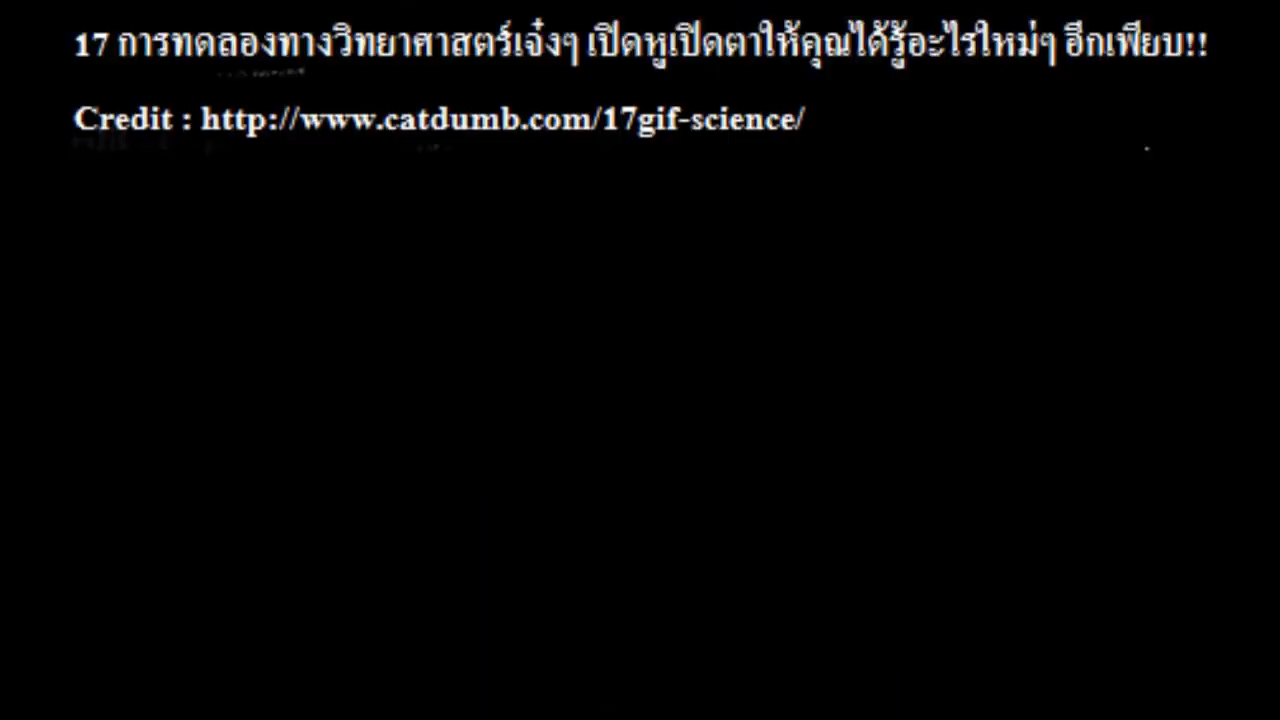 17 การทดลองทางวิทยาศาสตร์เจ๋งๆ เปิดหูเปิดตาให้คุณได้รู้อะไรใหม่ๆ อีกเพียบ!!
Credit : http://www.catdumb.com/17gif-science/